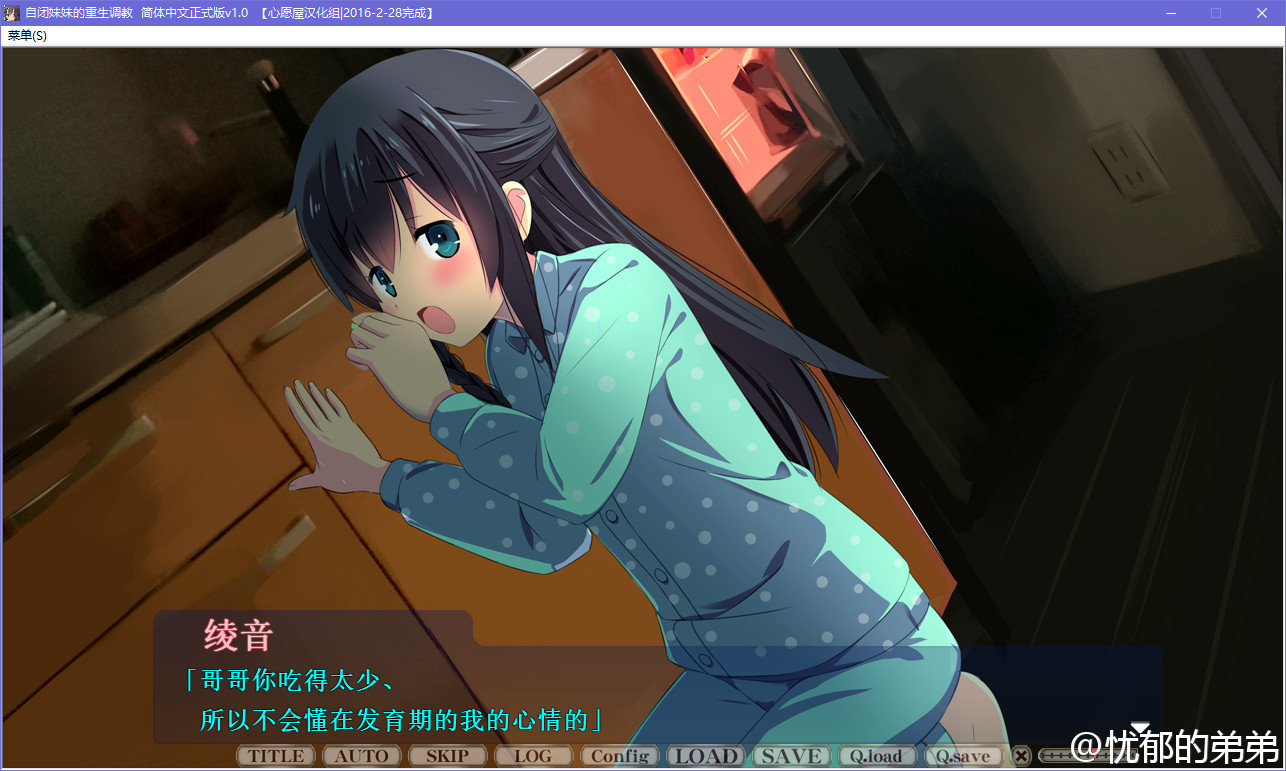 自闭妹妹的重生调教 简体中文正式版v1.0 【心愿屋汉化组|2016-2-28完成】
菜单(S)
绫音
「哥哥你吃得太少、
所以不会懂在发育期的我的心情的」
TITLE AUTO SKIP LOG Config LOAD SAVE Q.load Q.save
@忧郁的弟弟